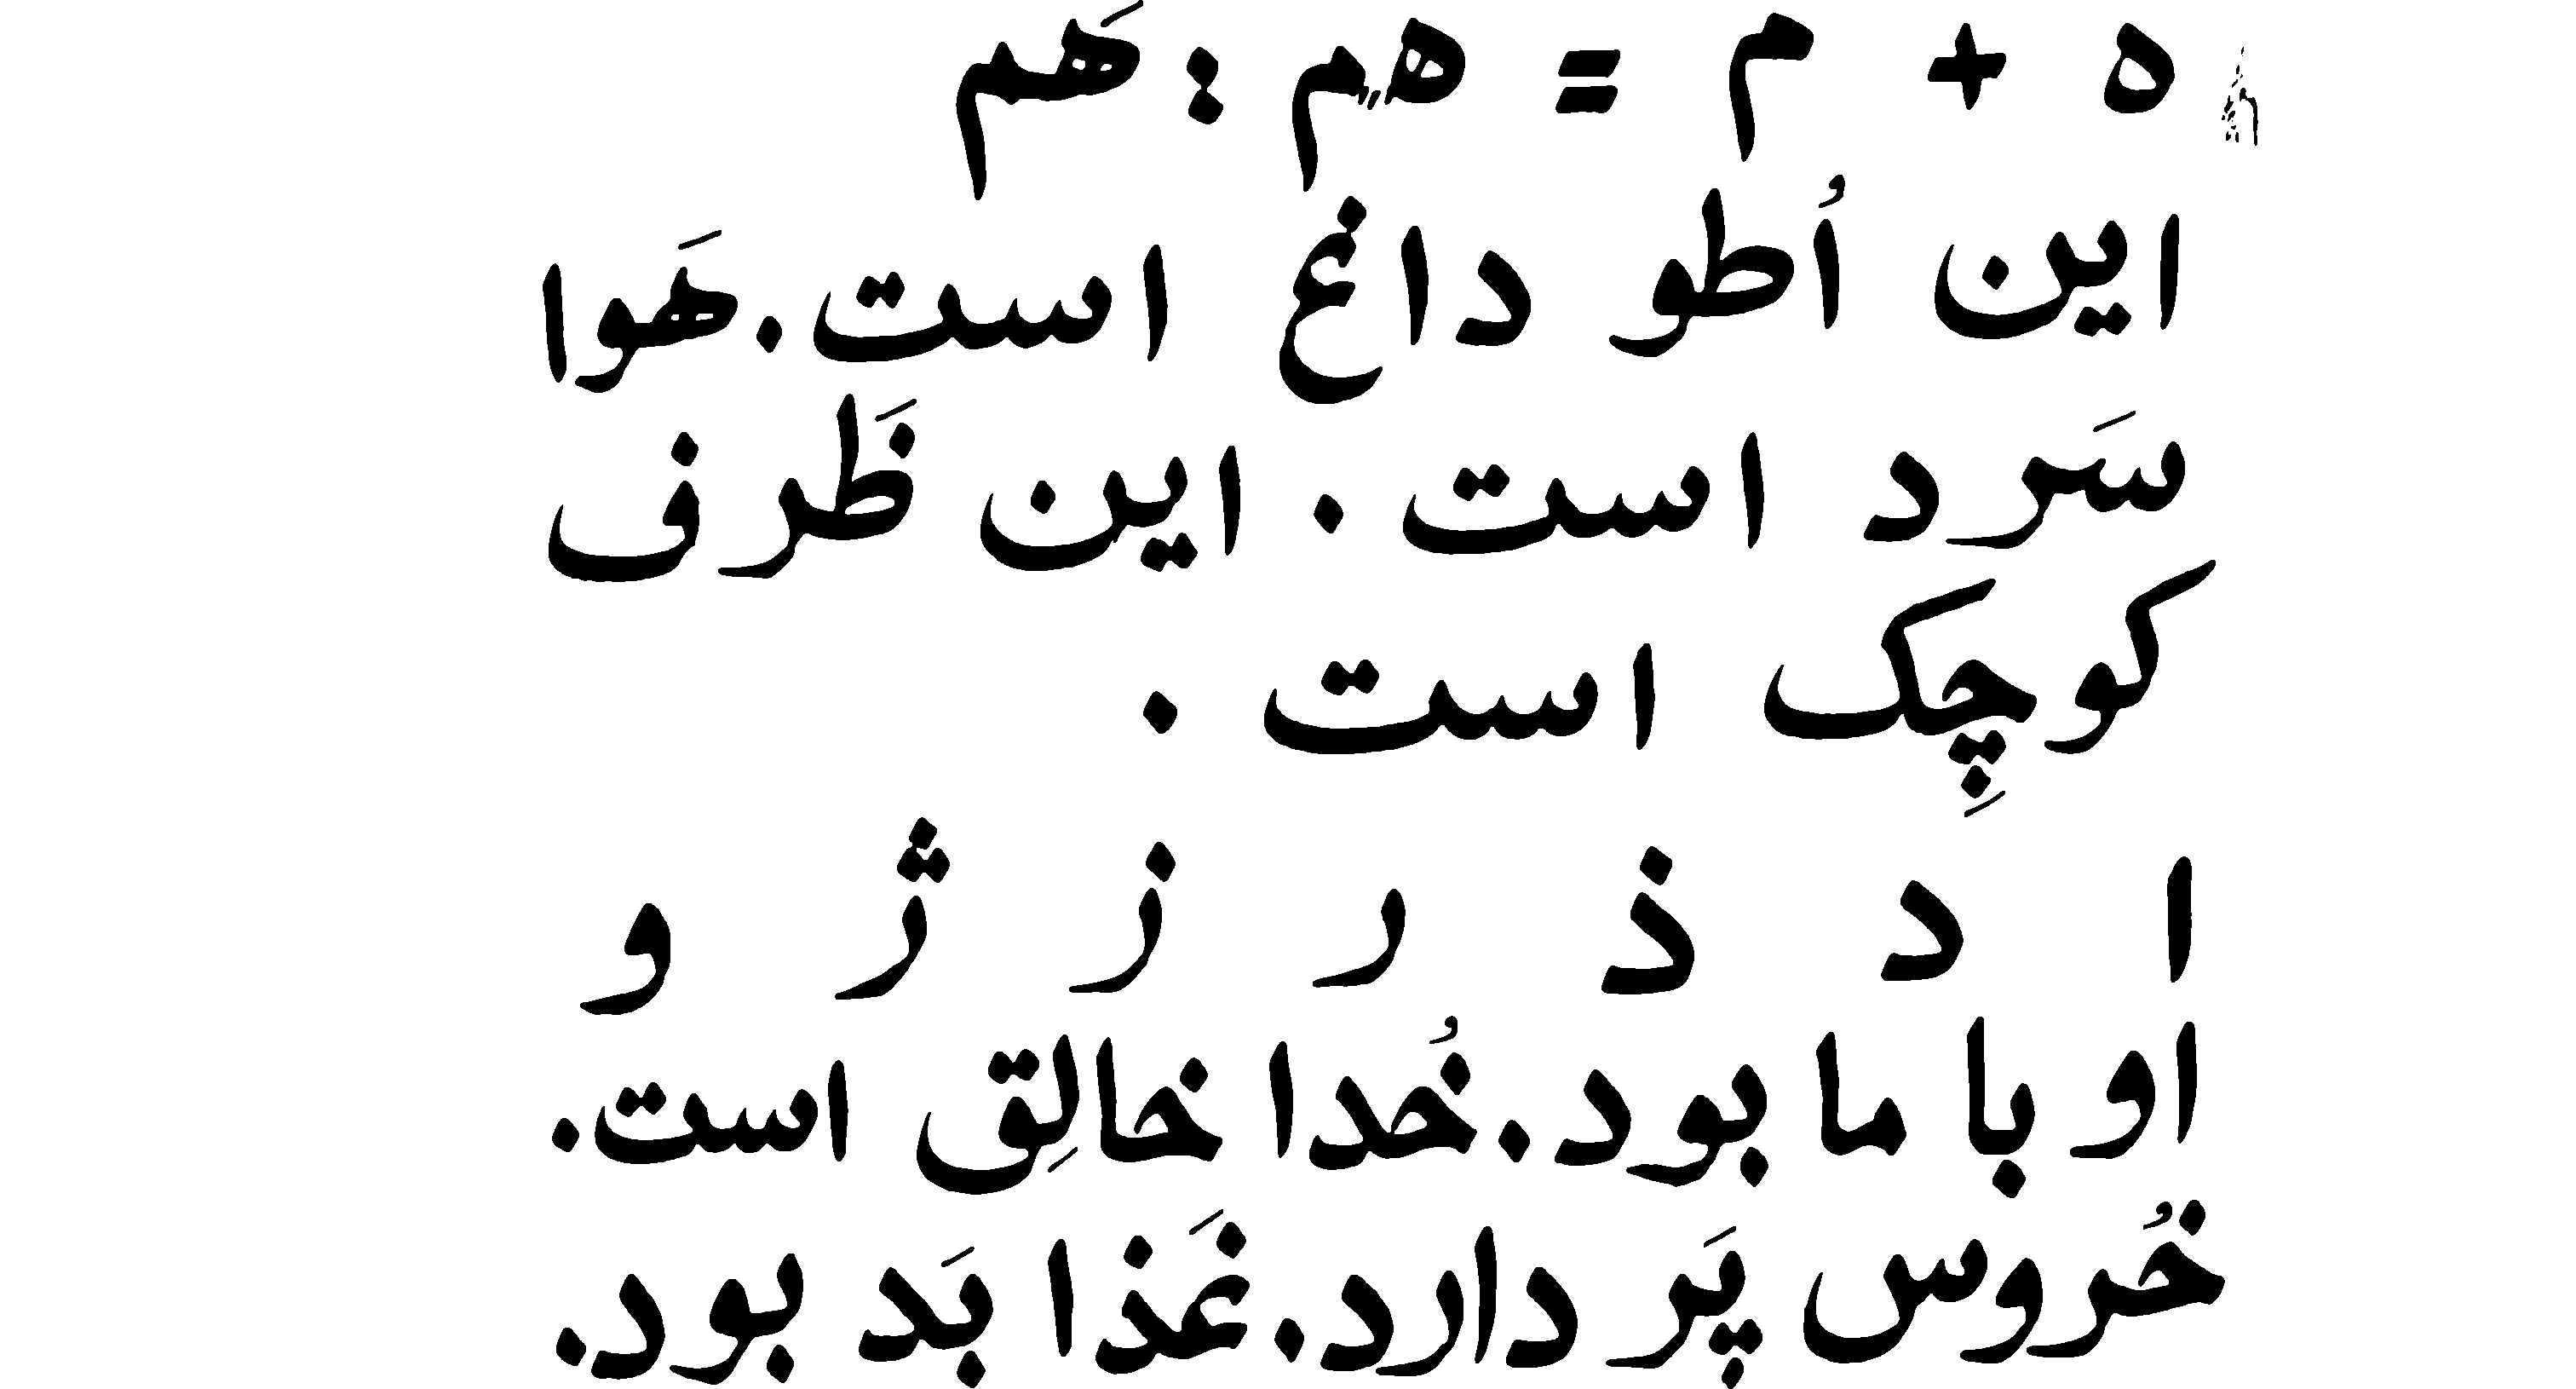 ه + م = هم : هَم
این اُطو داغ است. هَوا
سَرد است. این ظَرف
کوچِک است.
ا د ذ ر ز ژ و
او با ما بود. خُدا خالِق است.
خُروس پَر دارد. غَذا بَد بود.